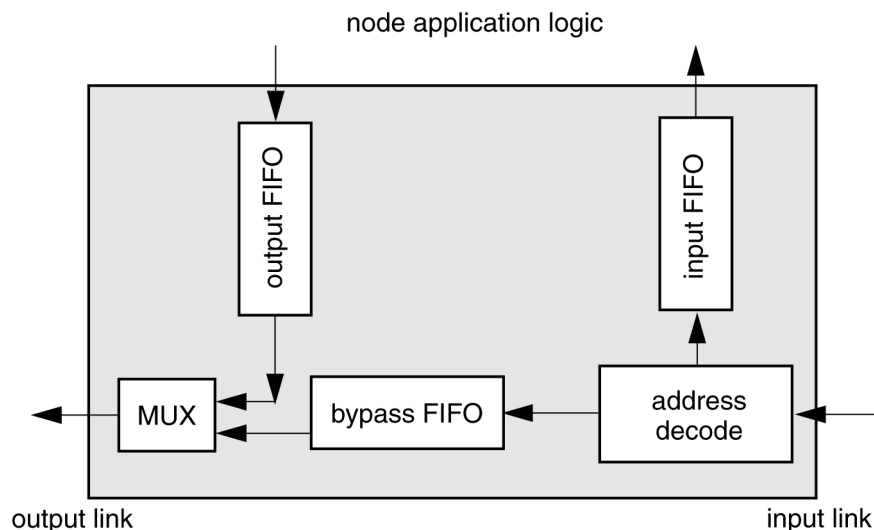 node application logic
output FIFO
input FIFO
MUX
bypass FIFO
address
decode
output link
input link